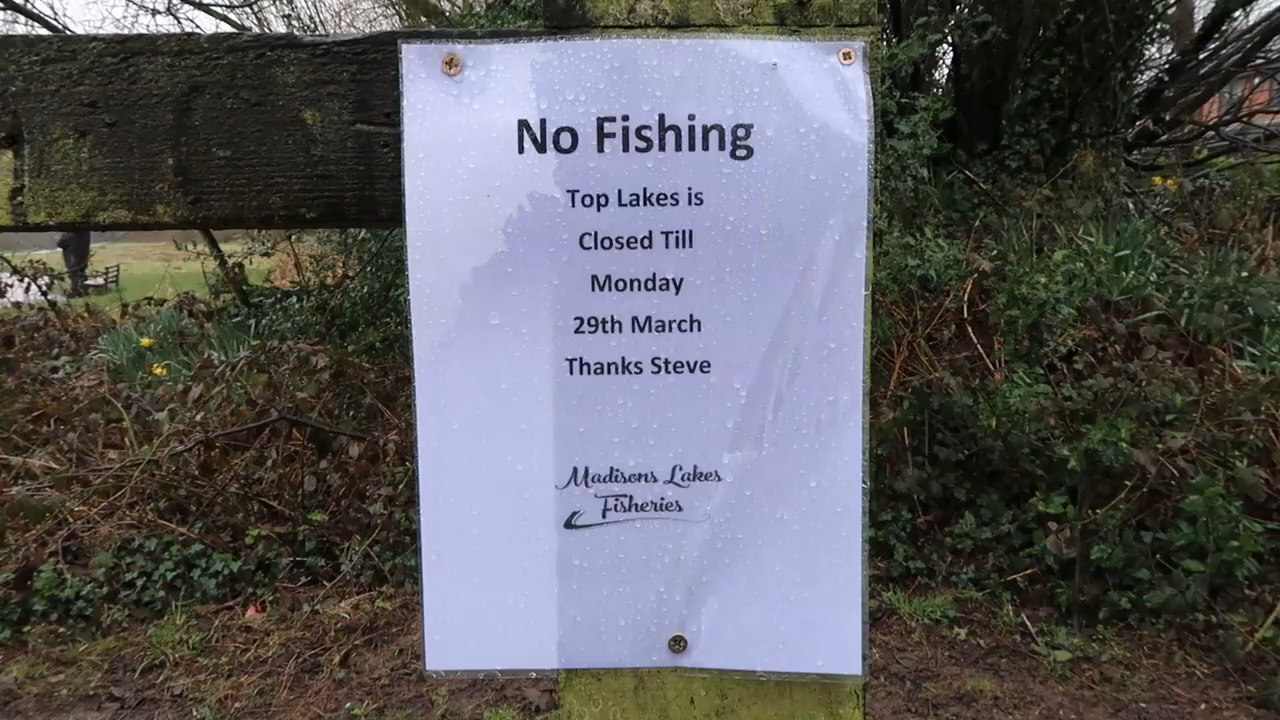 No Fishing
Top Lakes is
Closed Till
Monday
29th March
Thanks Steve
Madisons Lakes
Fisheries